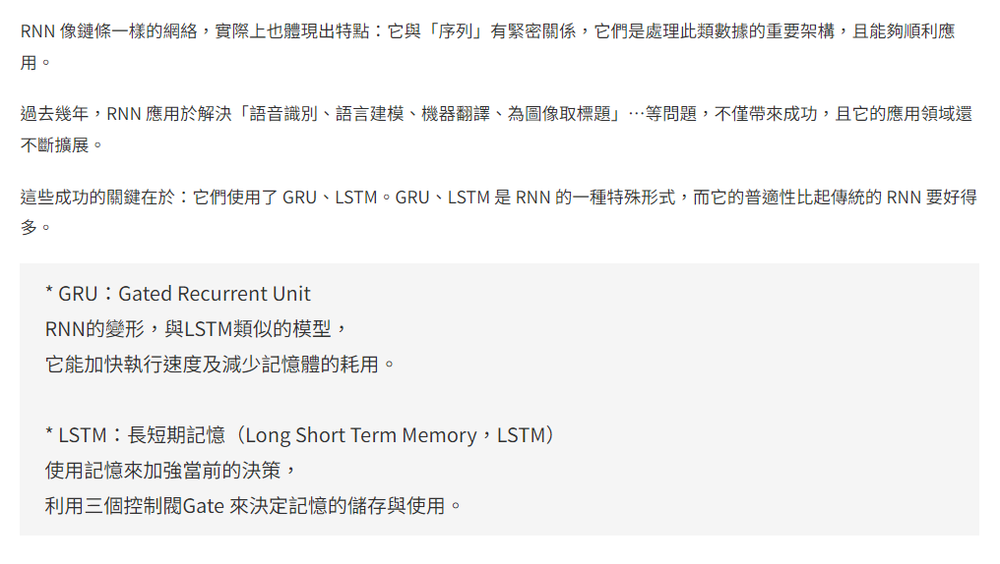 RNN 像鏈條一樣的網絡，實際上也體現出特點：它與「序列」有緊密關係，它們是處理此類數據的重要架構，且能夠順利應
用。
過去幾年，RNN 應用於解決「語音識別、語言建模、機器翻譯、為圖像取標題」…等問題，不僅帶來成功，且它的應用領域還
不斷擴展。
這些成功的關鍵在於：它們使用了 GRU、LSTM。GRU、LSTM 是 RNN 的一種特殊形式，而它的普適性比起傳統的 RNN 要好得
多。
* GRU：Gated Recurrent Unit
RNN的變形，與LSTM類似的模型，
它能加快執行速度及減少記憶體的耗用。
* LSTM：長短期記憶（Long Short Term Memory，LSTM）
使用記憶來加強當前的決策，
利用三個控制閥Gate 來決定記憶的儲存與使用。